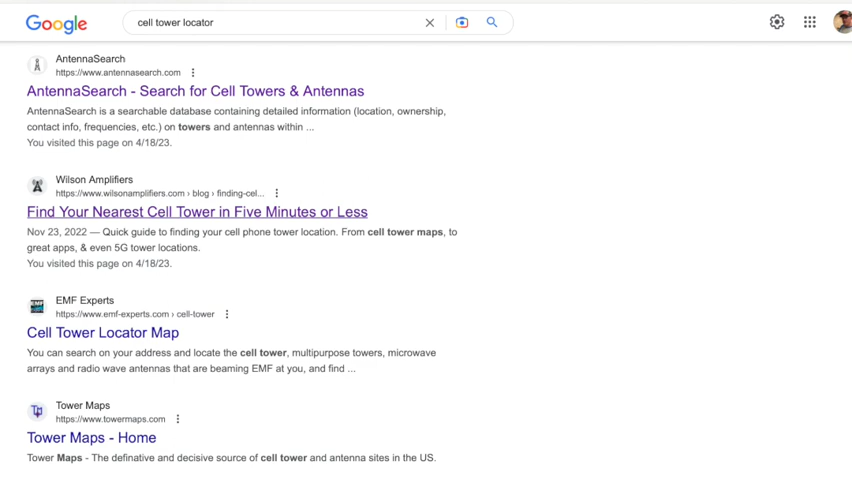 Google
cell tower locator
AntennaSearch
https://www.antennasearch.com
AntennaSearch - Search for Cell Towers & Antennas
AntennaSearch is a searchable database containing detailed information (location, ownership,
contact info, frequencies, etc.) on towers and antennas within ...
You visited this page on 4/18/23.
Wilson Amplifiers
https://www.wilsonamplifiers.com › blog › finding-cel...
Find Your Nearest Cell Tower in Five Minutes or Less
Nov 23, 2022 — Quick guide to finding your cell phone tower location. From cell tower maps, to
great apps, & even 5G tower locations.
You visited this page on 4/18/23.
EMF
EMF Experts
https://www.emf-experts.com › cell-tower
Cell Tower Locator Map
You can search on your address and locate the cell tower, multipurpose towers, microwave
arrays and radio wave antennas that are beaming EMF at you, and find ...
Tower Maps
https://www.towermaps.com
Tower Maps - Home
Tower Maps - The definative and decisive source of cell tower and antenna sites in the US.